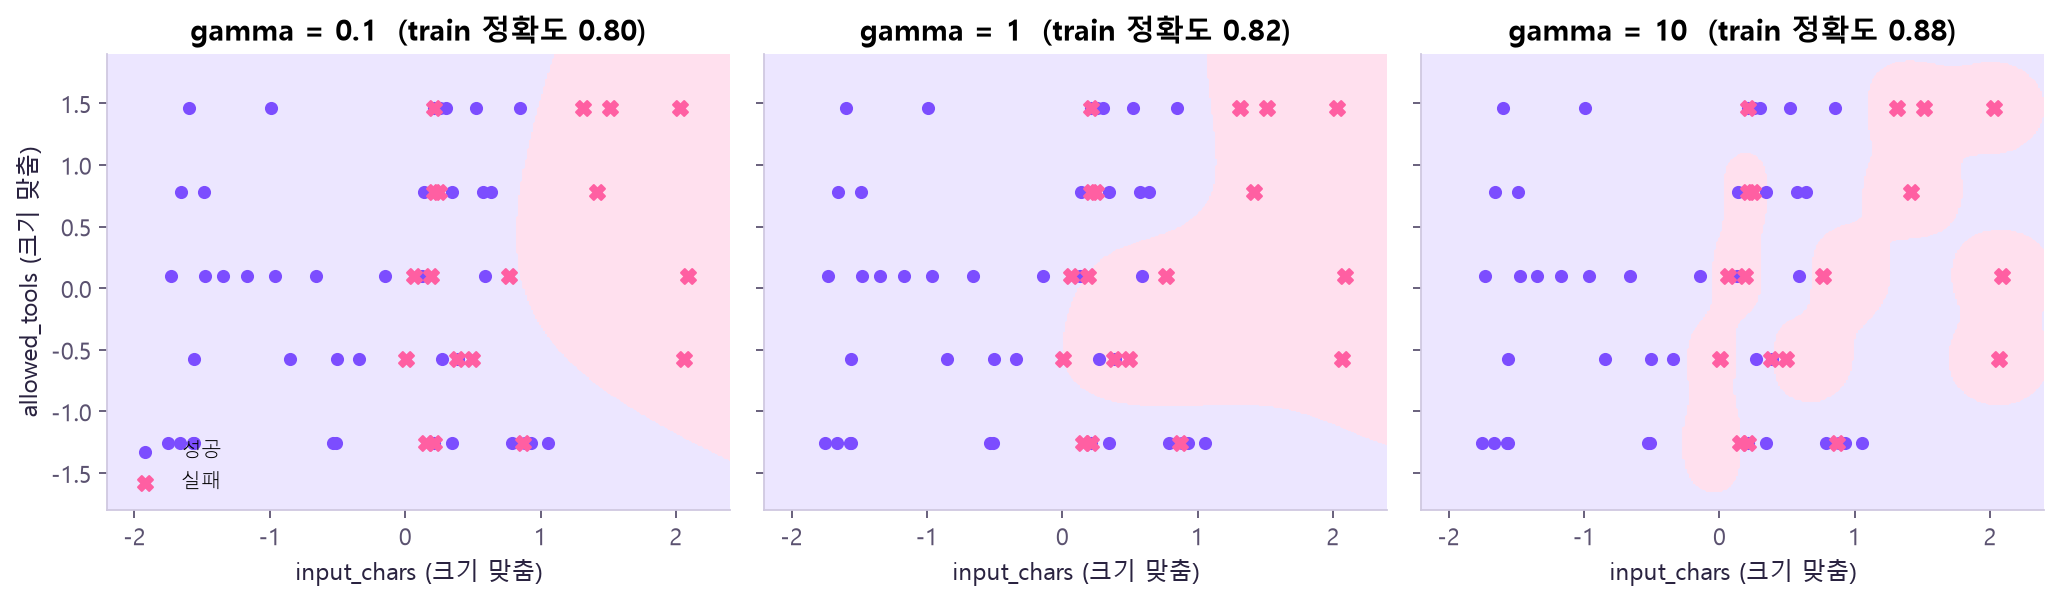 gamma = 0.1 (train 정확도 0.80)
gamma = 1 (train 정확도 0.82)
gamma = 10 (train 정확도 0.88)
allowed_tools (크기 맞춤)
1.5
1.0
0.5
0.0
-0.5
-1.0
-1.5
성공
실패
-2 -1 0 1 2
-2 -1 0 1 2
-2 -1 0 1 2
input_chars (크기 맞춤)
input_chars (크기 맞춤)
input_chars (크기 맞춤)